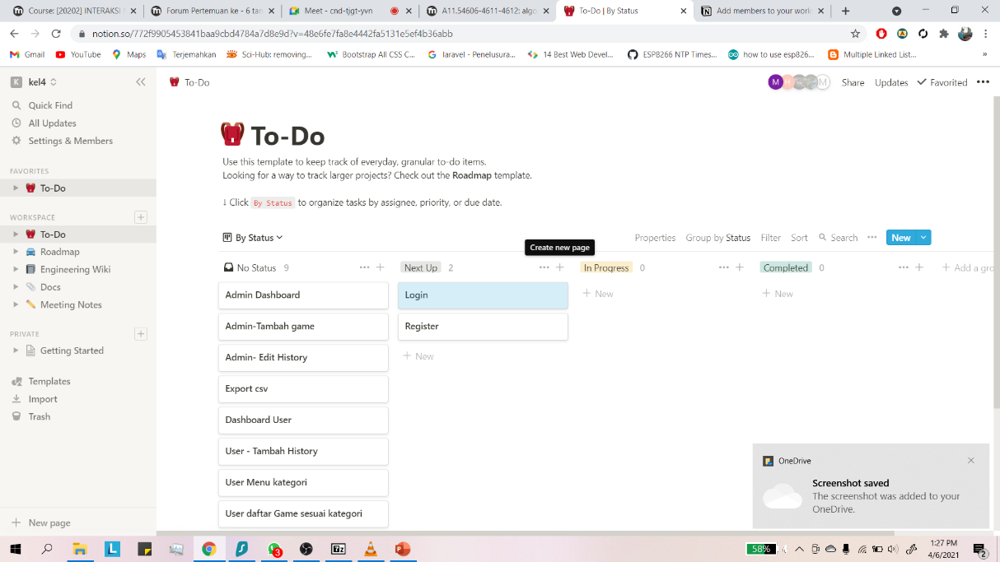 Course: [20202] INTERAKSI M
Forum Pertemuan ke - 6 tan
Meet - cnd-tjgt-yvn
A11.54606-4611-4612: algo
To-Do | By Status
Add members to your work
notion.so/772f9905453841baa9cbd4784a7d8e9d?v=48e6fe7fa8e4442fa5131e5ef4b36abb
Gmail
YouTube
Maps
Terjemahkan
Sci-Hub: removing...
Bootstrap All CSS C...
laravel - Penelusura...
14 Best Web Devel...
ESP8266 NTP Times...
how to use esp826...
Multiple Linked List...
»
K kel4
To-Do
M
H
M
Share
Updates
Favorited
Quick Find
All Updates
Settings & Members
FAVORITES
To-Do
WORKSPACE
To-Do
Roadmap
Engineering Wiki
Docs
Meeting Notes
PRIVATE
Getting Started
Templates
Import
Trash
New page
To-Do
Use this template to keep track of everyday, granular to-do items.
Looking for a way to track larger projects? Check out the Roadmap template.
↓ Click By Status to organize tasks by assignee, priority, or due date.
By Status
Properties
Group by Status
Filter
Sort
Search
New
Create new page
No Status 9
Next Up 2
In Progress 0
Completed 0
+ Add a gro
Admin Dashboard
Admin-Tambah game
Admin- Edit History
Export csv
Dashboard User
User - Tambah History
User Menu kategori
User daftar Game sesuai kategori
Login
Register
+ New
+ New
+ New
OneDrive
Screenshot saved
The screenshot was added to your
OneDrive.
L
3
Tz
58%
1:27 PM
4/6/2021
2